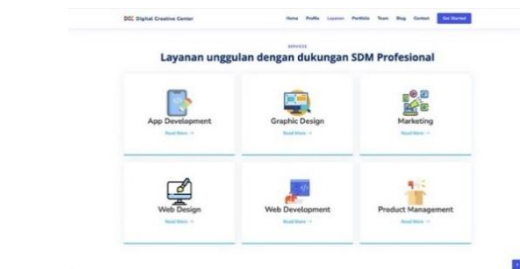 DCC Digital Creative Center
Home Profile Layanan Portfolio Team Blog Contact Get Started
SERVICES
Layanan unggulan dengan dukungan SDM Profesional
App Development Graphic Design Marketing
Read More → Read More → Read More →
Web Design Web Development Product Management
Read More → Read More → Read More →